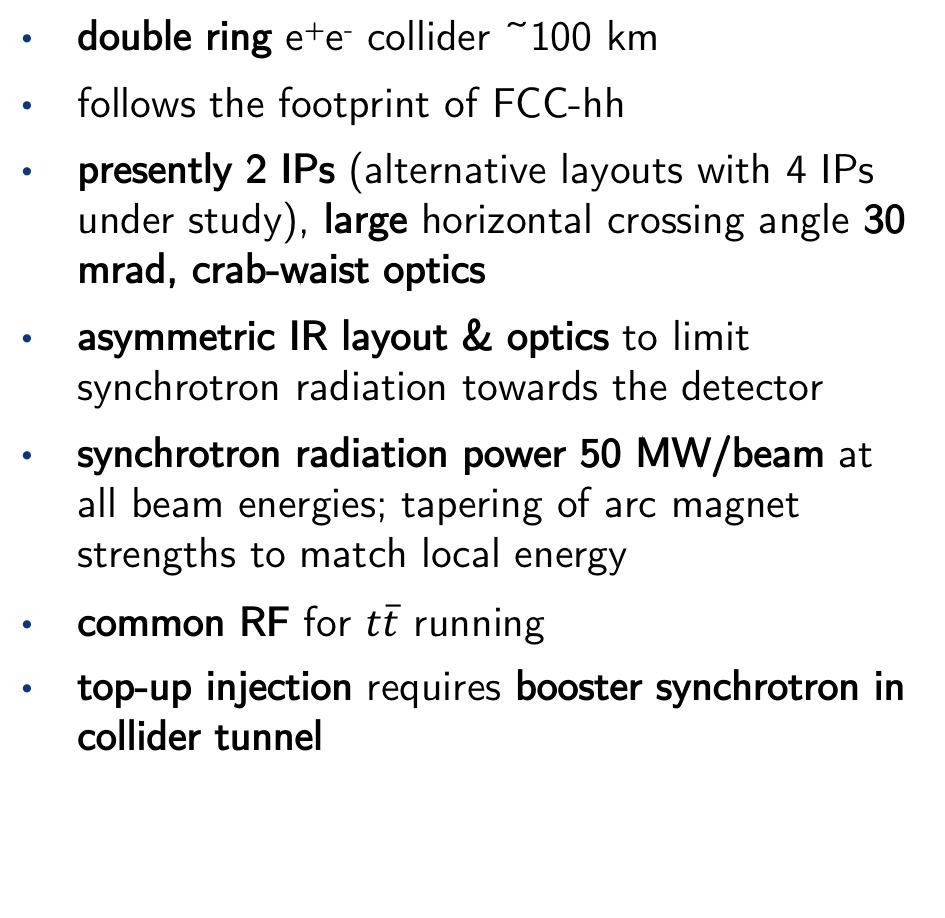 • double ring e⁺e⁻ collider ~100 km
• follows the footprint of FCC-hh
• presently 2 IPs (alternative layouts with 4 IPs
under study), large horizontal crossing angle 30
mrad, crab-waist optics
• asymmetric IR layout & optics to limit
synchrotron radiation towards the detector
• synchrotron radiation power 50 MW/beam at
all beam energies; tapering of arc magnet
strengths to match local energy
• common RF for tt̄ running
• top-up injection requires booster synchrotron in
collider tunnel